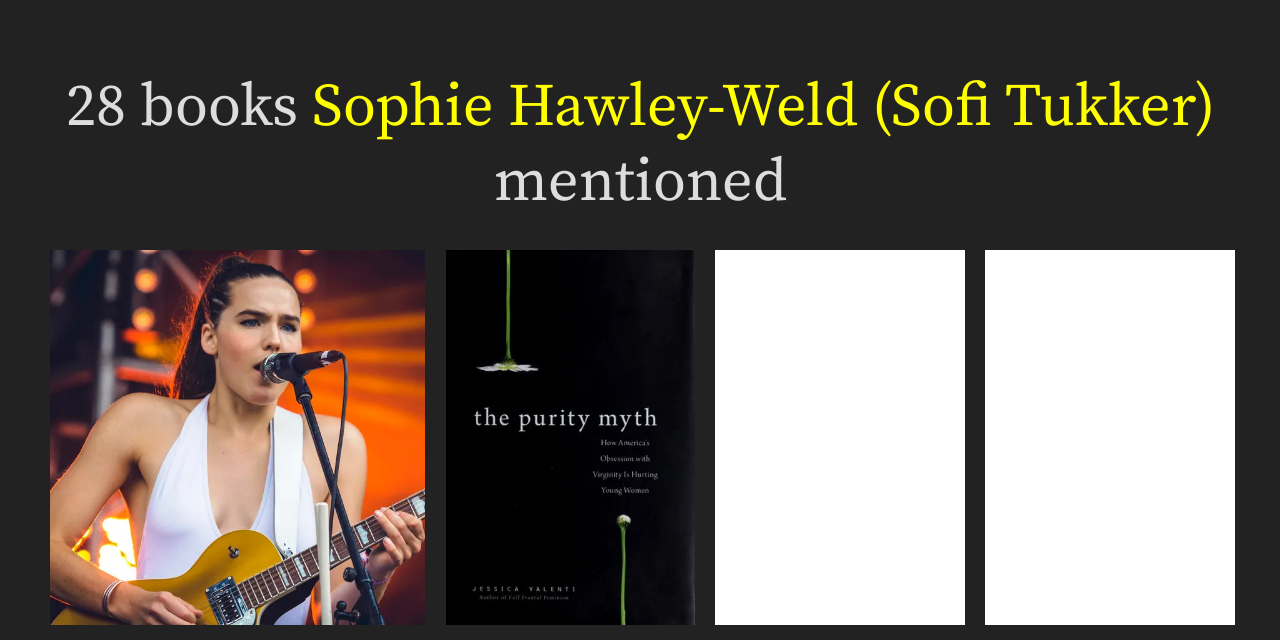 28 books Sophie Hawley-Weld (Sofi Tukker)
mentioned
the purity myth
How America's
Obsession with
Virginity Is Hurting
Young Women
JESSICA VALENTI
Author of Full Frontal Feminism